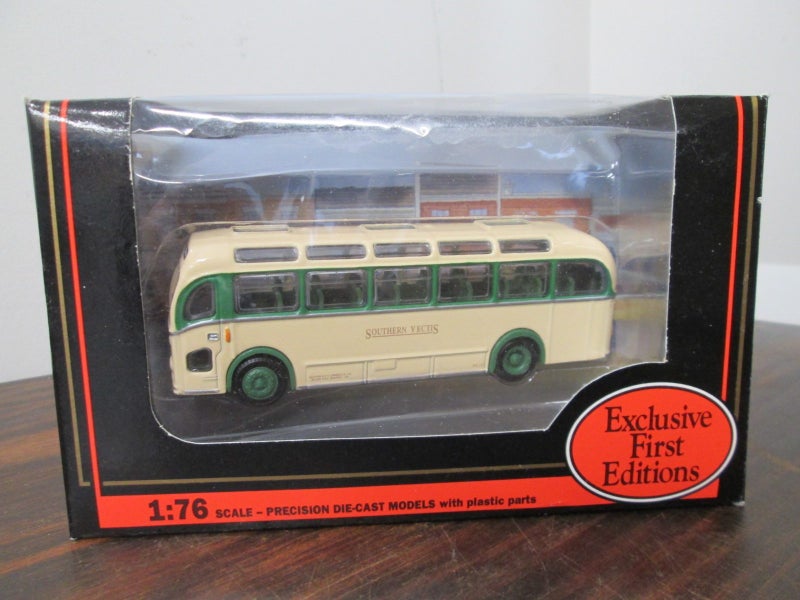 SOUTHERN VECTIS
Exclusive
First
Editions
1:76 SCALE – PRECISION DIE-CAST MODELS with plastic parts